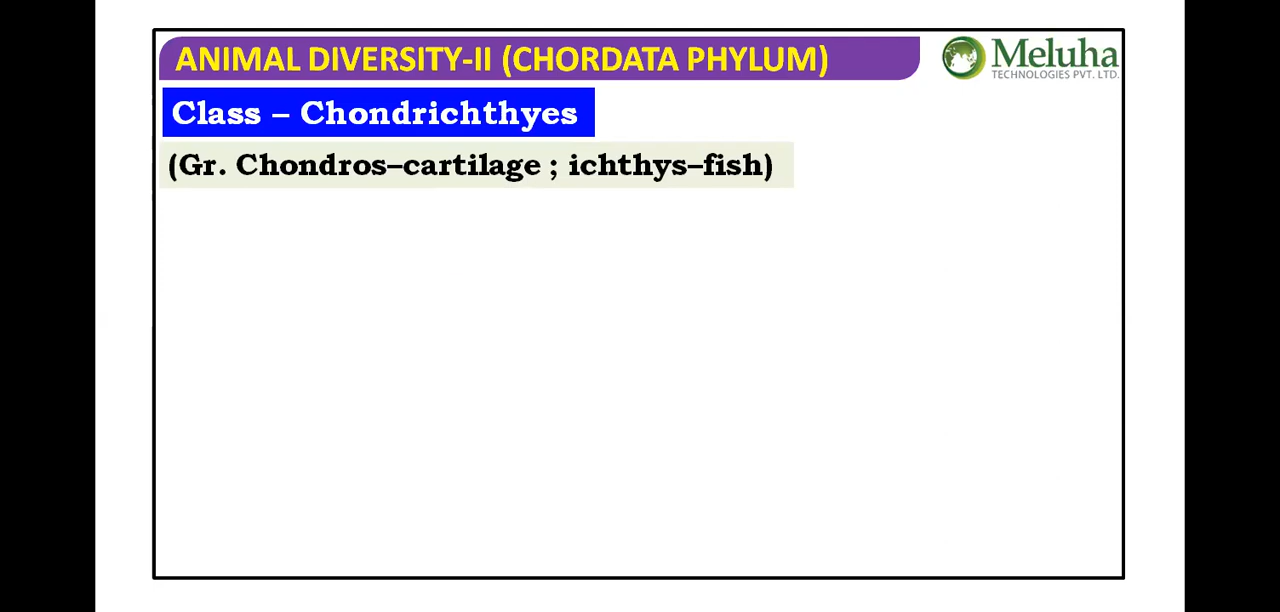 ANIMAL DIVERSITY-II (CHORDATA PHYLUM)
Meluha
TECHNOLOGIES PVT. LTD.
Class – Chondrichthyes
(Gr. Chondros–cartilage ; ichthys–fish)